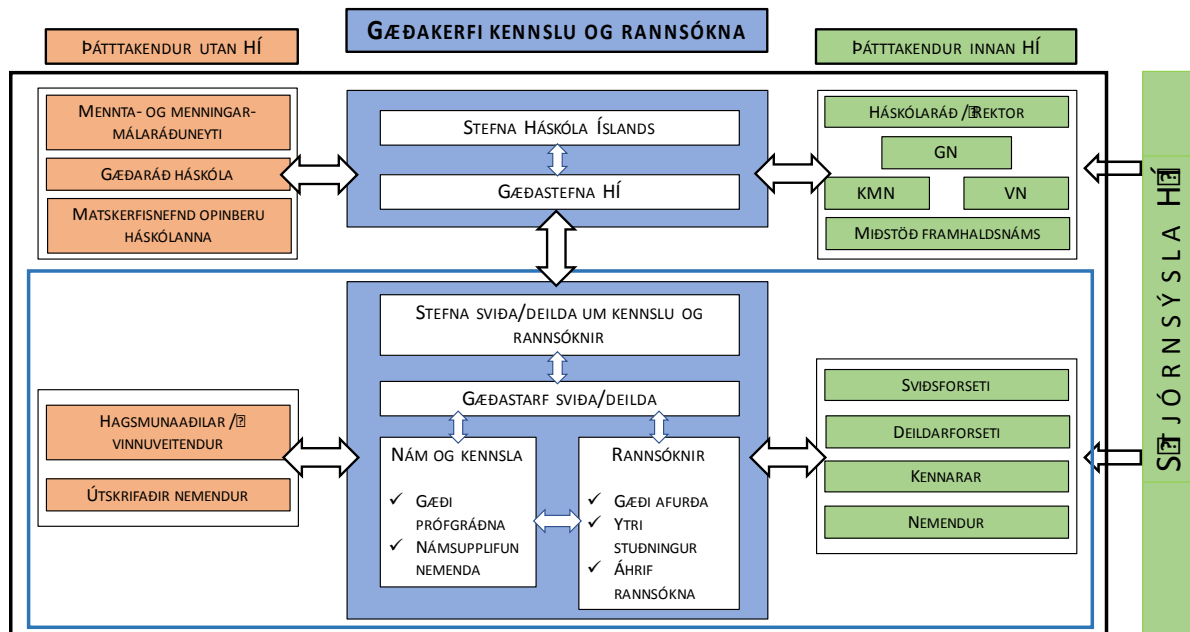 GÆÐAKERFI KENNSLU OG RANNSÓKNA
ÞÁTTTAKENDUR UTAN HÍ
ÞÁTTTAKENDUR INNAN HÍ
MENNTA- OG MENNINGAR-
MÁLARÁÐUNEYTI
GÆÐARÁÐ HÁSKÓLA
MATSKERFISNEFND OPINBERU
HÁSKÓLANNA
STEFNA HÁSKÓLA ÍSLANDS
GÆÐASTEFNA HÍ
HÁSKÓLARÁÐ / REKTOR
GN
KMN
VN
MIÐSTÖÐ FRAMHALDSNÁMS
STEFNA SVIÐA/DEILDA UM KENNSLU OG
RANNSÓKNIR
GÆÐASTARF SVIÐA/DEILDA
HAGSMUNAAÐILAR /
VINNUVEITENDUR
ÚTSKRIFAÐIR NEMENDUR
NÁM OG KENNSLA
✓ GÆÐI
PRÓFGRÁÐNA
✓ NÁMSUPPLIFUN
NEMENDA
RANNSÓKNIR
✓ GÆÐI AFURÐA
✓ YTRI
STUÐNINGUR
✓ ÁHRIF
RANNSÓKNA
SVIÐSFORSETI
DEILDARFORSETI
KENNARAR
NEMENDUR
STJÓRNSÝSLA HÍ